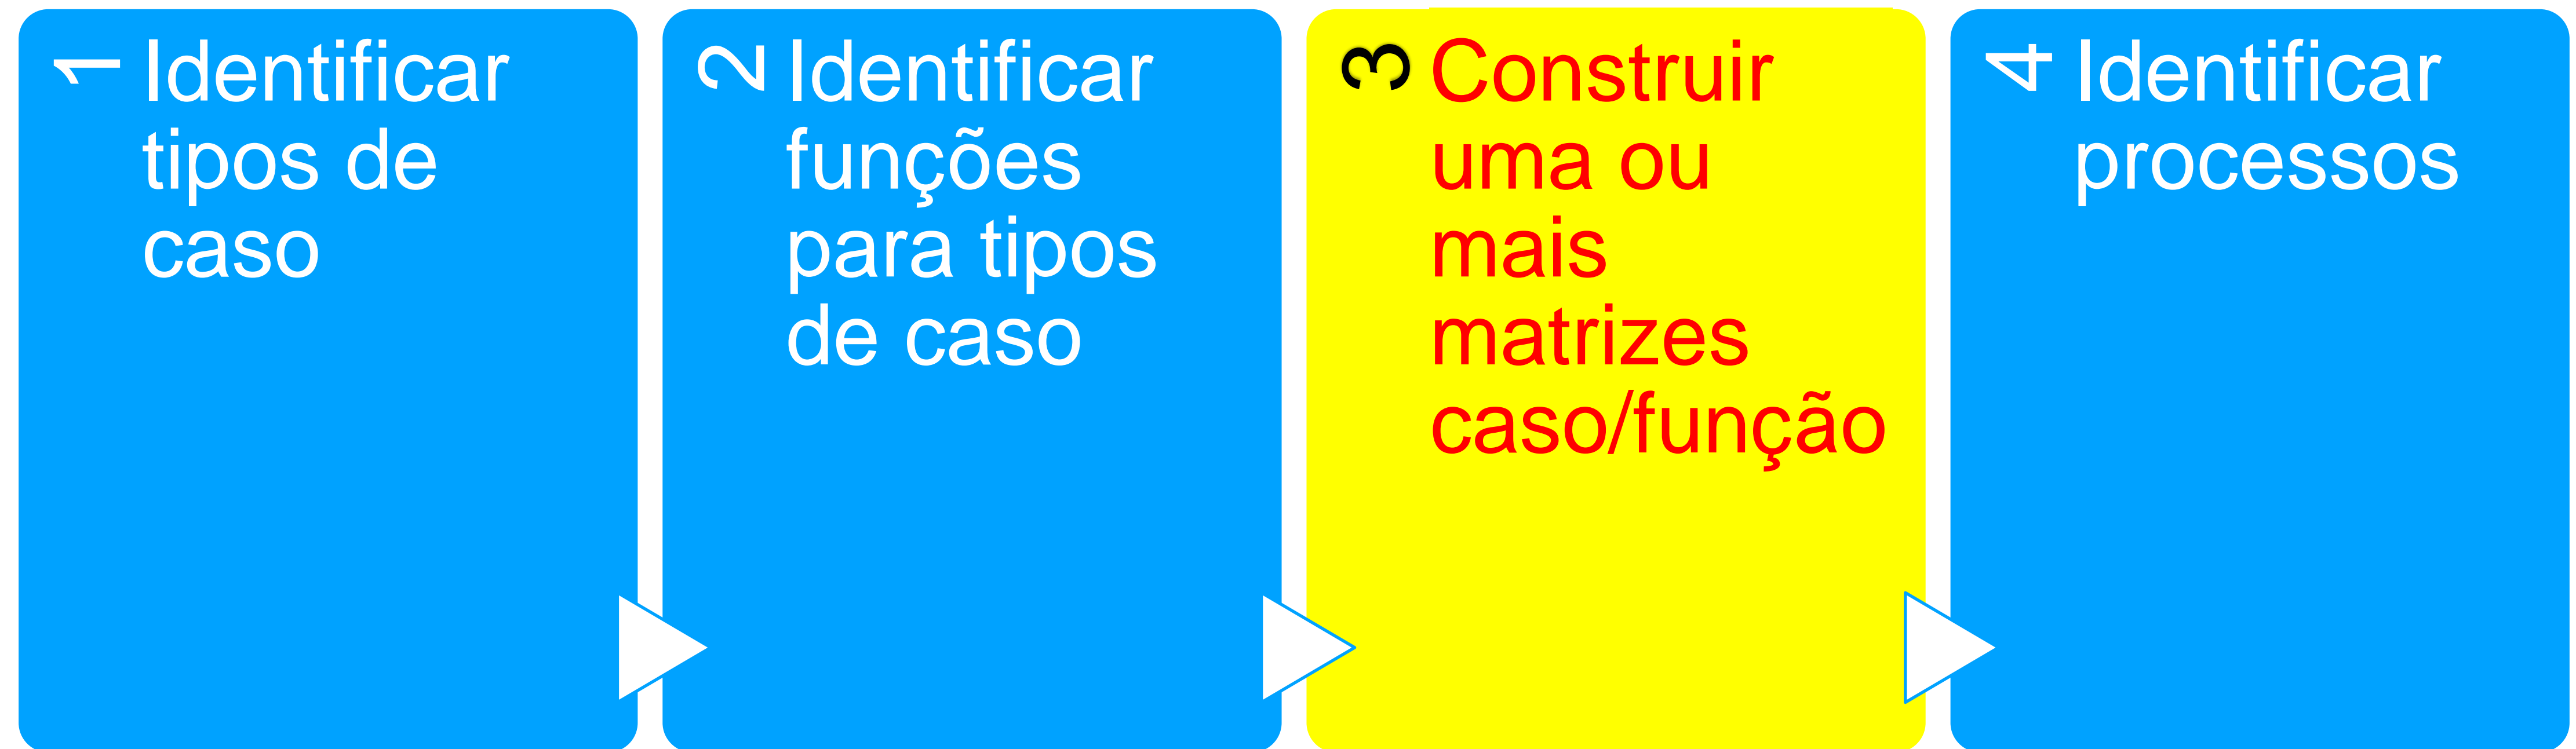 1
Identificar
tipos de
caso
2
Identificar
funções
para tipos
de caso
3
Construir
uma ou
mais
matrizes
caso/função
4
Identificar
processos